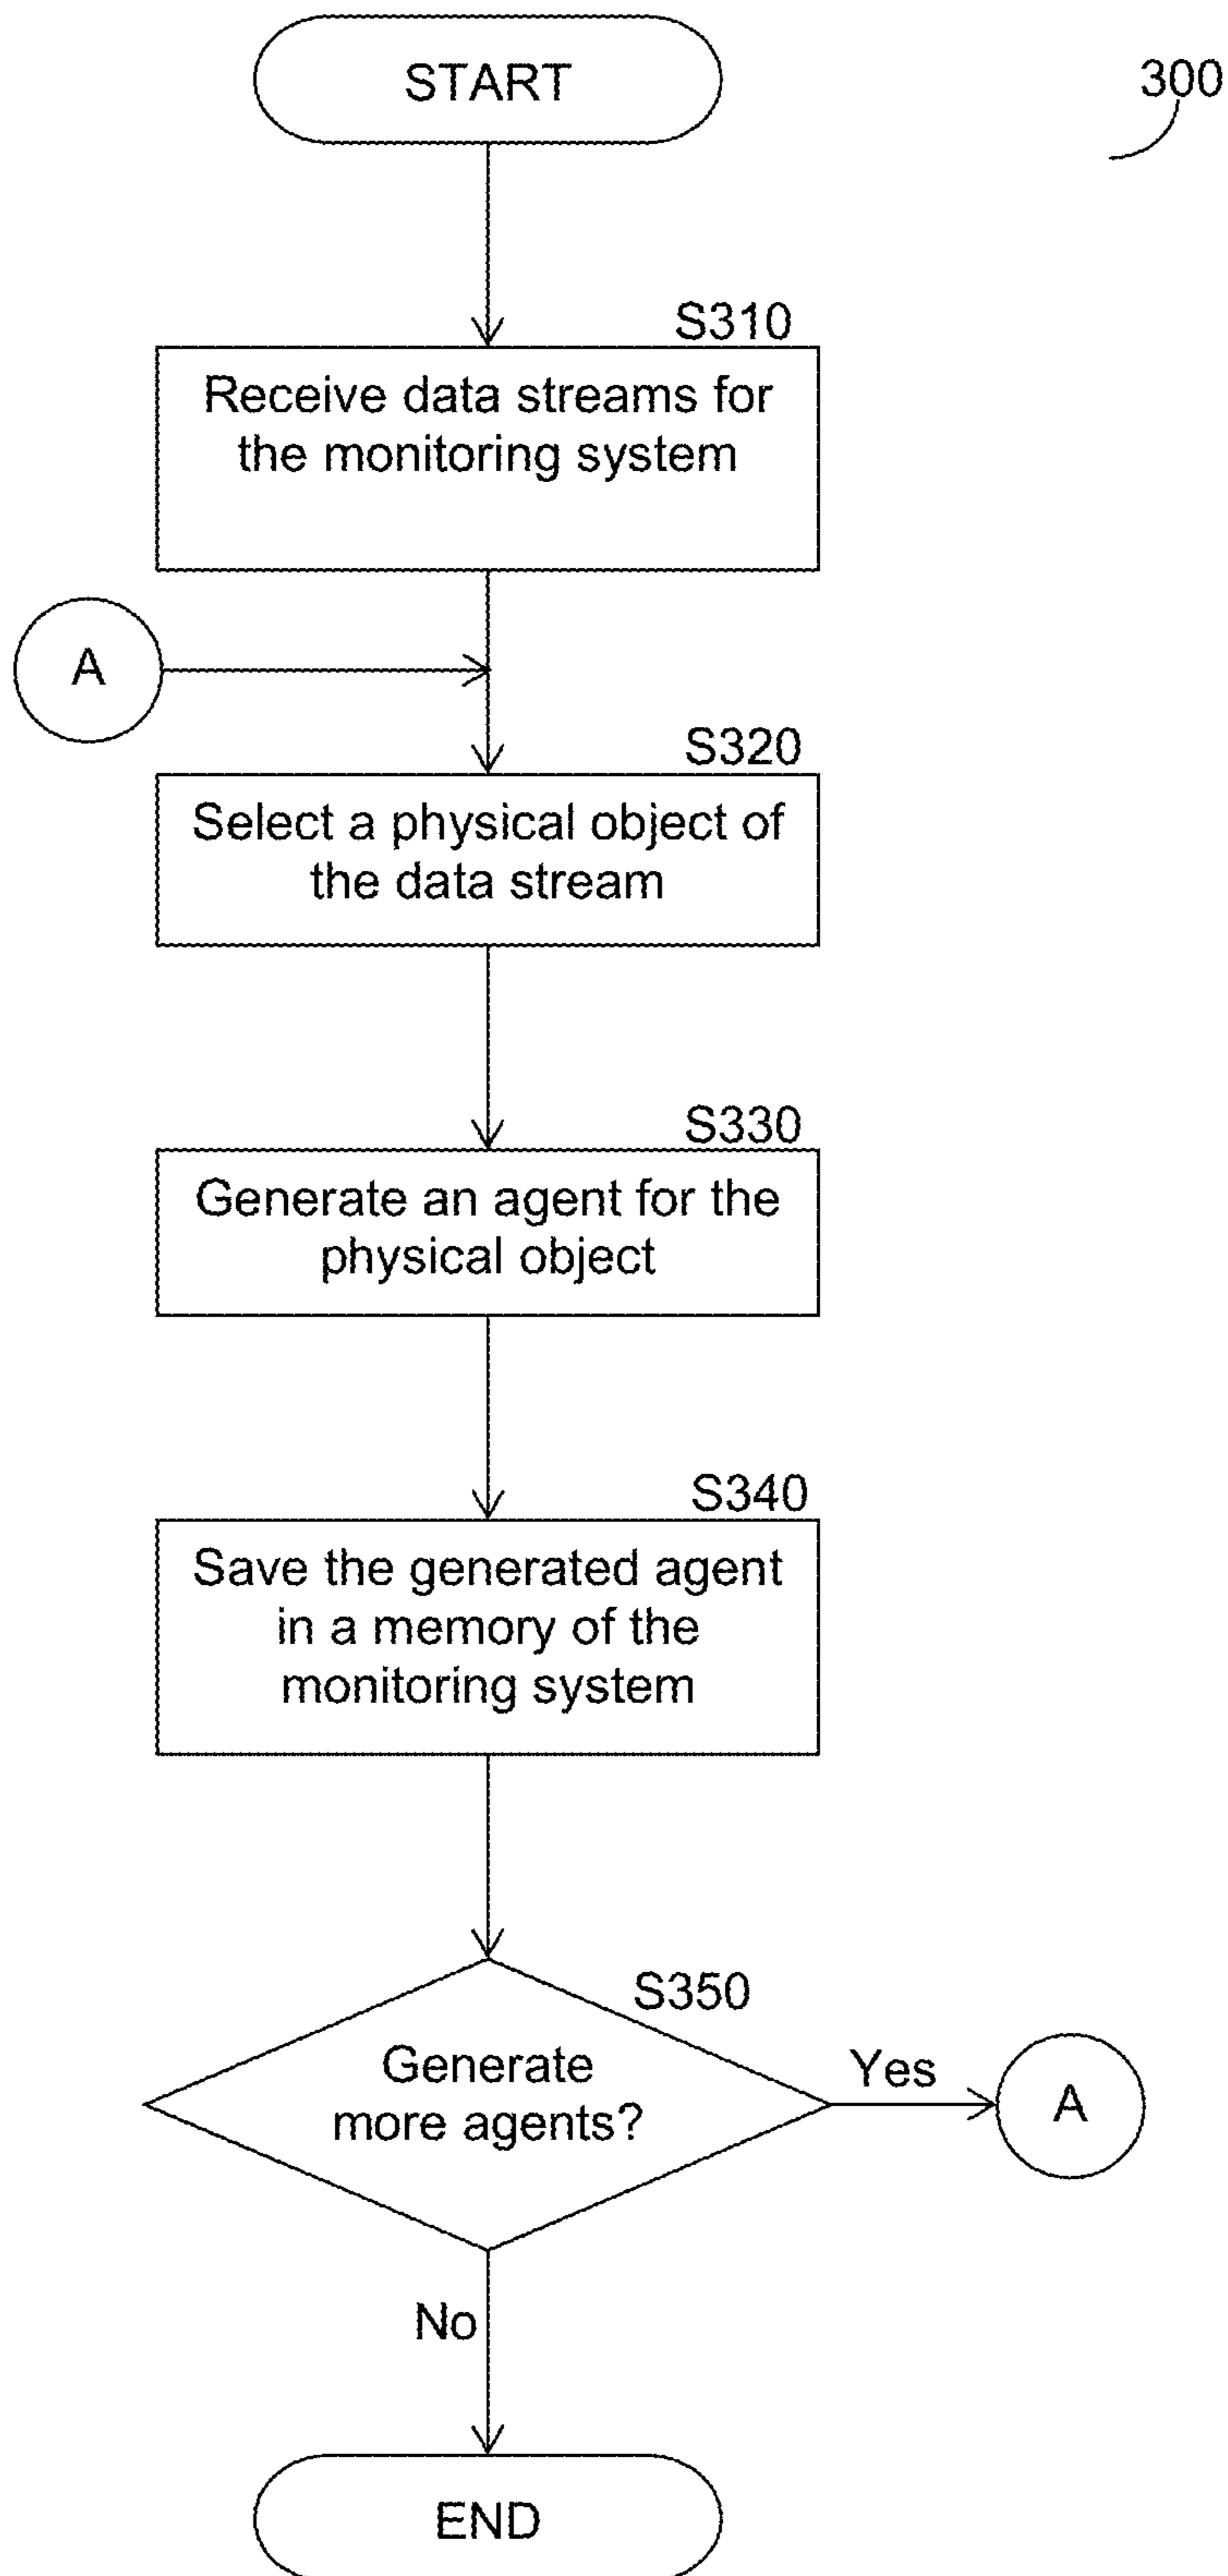 START
300
S310
Receive data streams for
the monitoring system
A
S320
Select a physical object of
the data stream
S330
Generate an agent for the
physical object
S340
Save the generated agent
in a memory of the
monitoring system
S350
Generate
more agents?
Yes
A
No
END